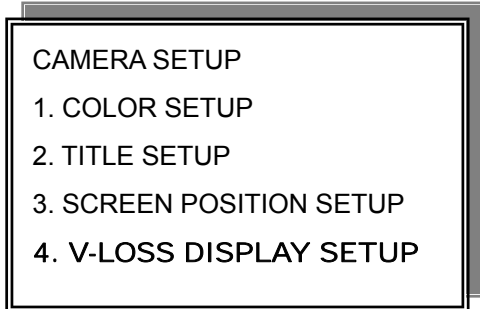 CAMERA SETUP
1. COLOR SETUP
2. TITLE SETUP
3. SCREEN POSITION SETUP
4. V-LOSS DISPLAY SETUP